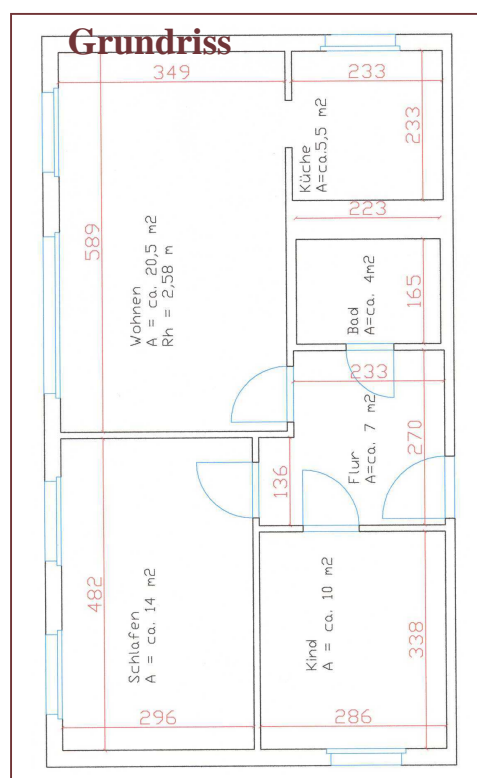 Grundriss
349
233
233
Küche
A=ca.5,5 m2
223
589
Wohnen
A = ca. 20,5 m2
Rh = 2,58 m
Bad
A=ca. 4m2
165
233
Flur
A=ca. 7 m2
270
136
482
Schlafen
A = ca. 14 m2
296
Kind
A = ca. 10 m2
338
286